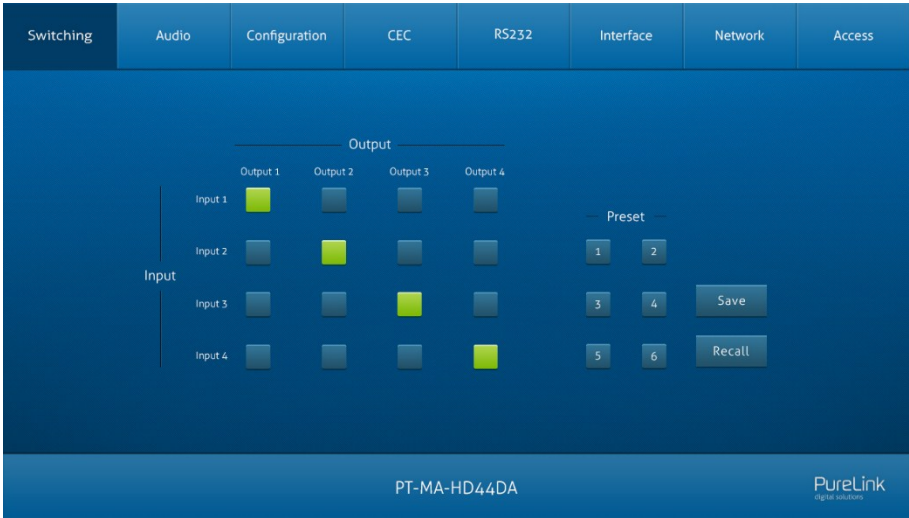 Switching Audio Configuration CEC RS232 Interface Network Access
Output
Output 1 Output 2 Output 3 Output 4
Input 1
Preset
Input 2
1 2
Input
Input 3
3 4 Save
Input 4
5 6 Recall
PT-MA-HD44DA
PureLink
digital solutions